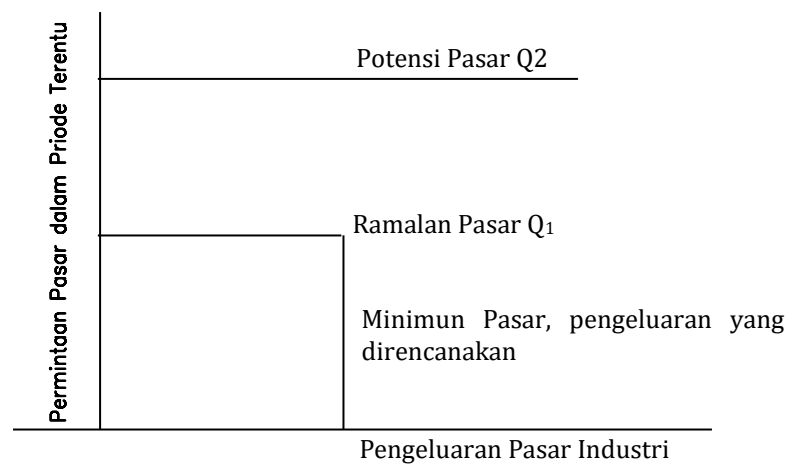 Permintaan Pasar dalam Priode Terentu
Potensi Pasar Q2
Ramalan Pasar Q₁
Minimun Pasar, pengeluaran yang
direncanakan
Pengeluaran Pasar Industri